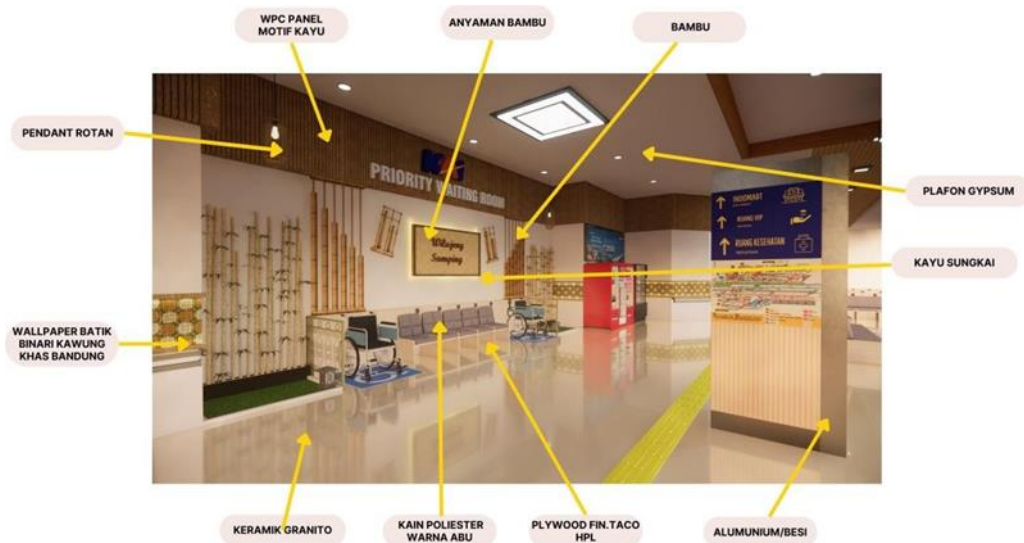 WPC PANEL
MOTIF KAYU
ANYAMAN BAMBU
BAMBU
PENDANT ROTAN
PLAFON GYPSUM
KAYU SUNGKAI
WALLPAPER BATIK
BINARI KAWUNG
KHAS BANDUNG
KERAMIK GRANITO
KAIN POLIESTER
WARNA ABU
PLYWOOD FIN.TACO
HPL
ALUMUNIUM/BESI
PRIORITY WAITING ROOM
Wilujeng
Sumping
INDOMART
RUANG VIP
RUANG KESEHATAN